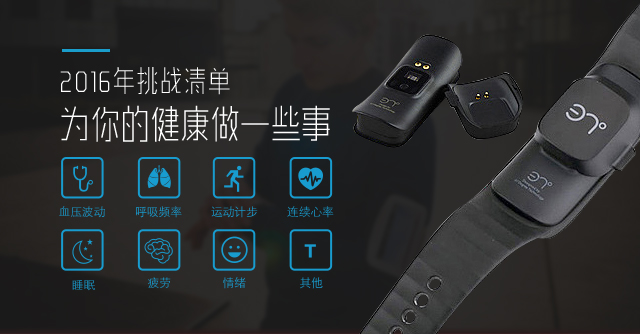 2016年挑战清单
为你的健康做一些事
血压波动
呼吸频率
运动计步
连续心率
睡眠
疲劳
情绪
T
其他